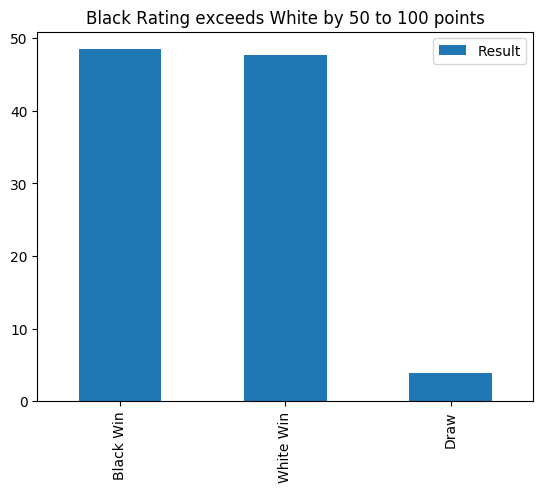 Black Rating exceeds White by 50 to 100 points
Result
50
40
30
20
10
0
Black Win
White Win
Draw